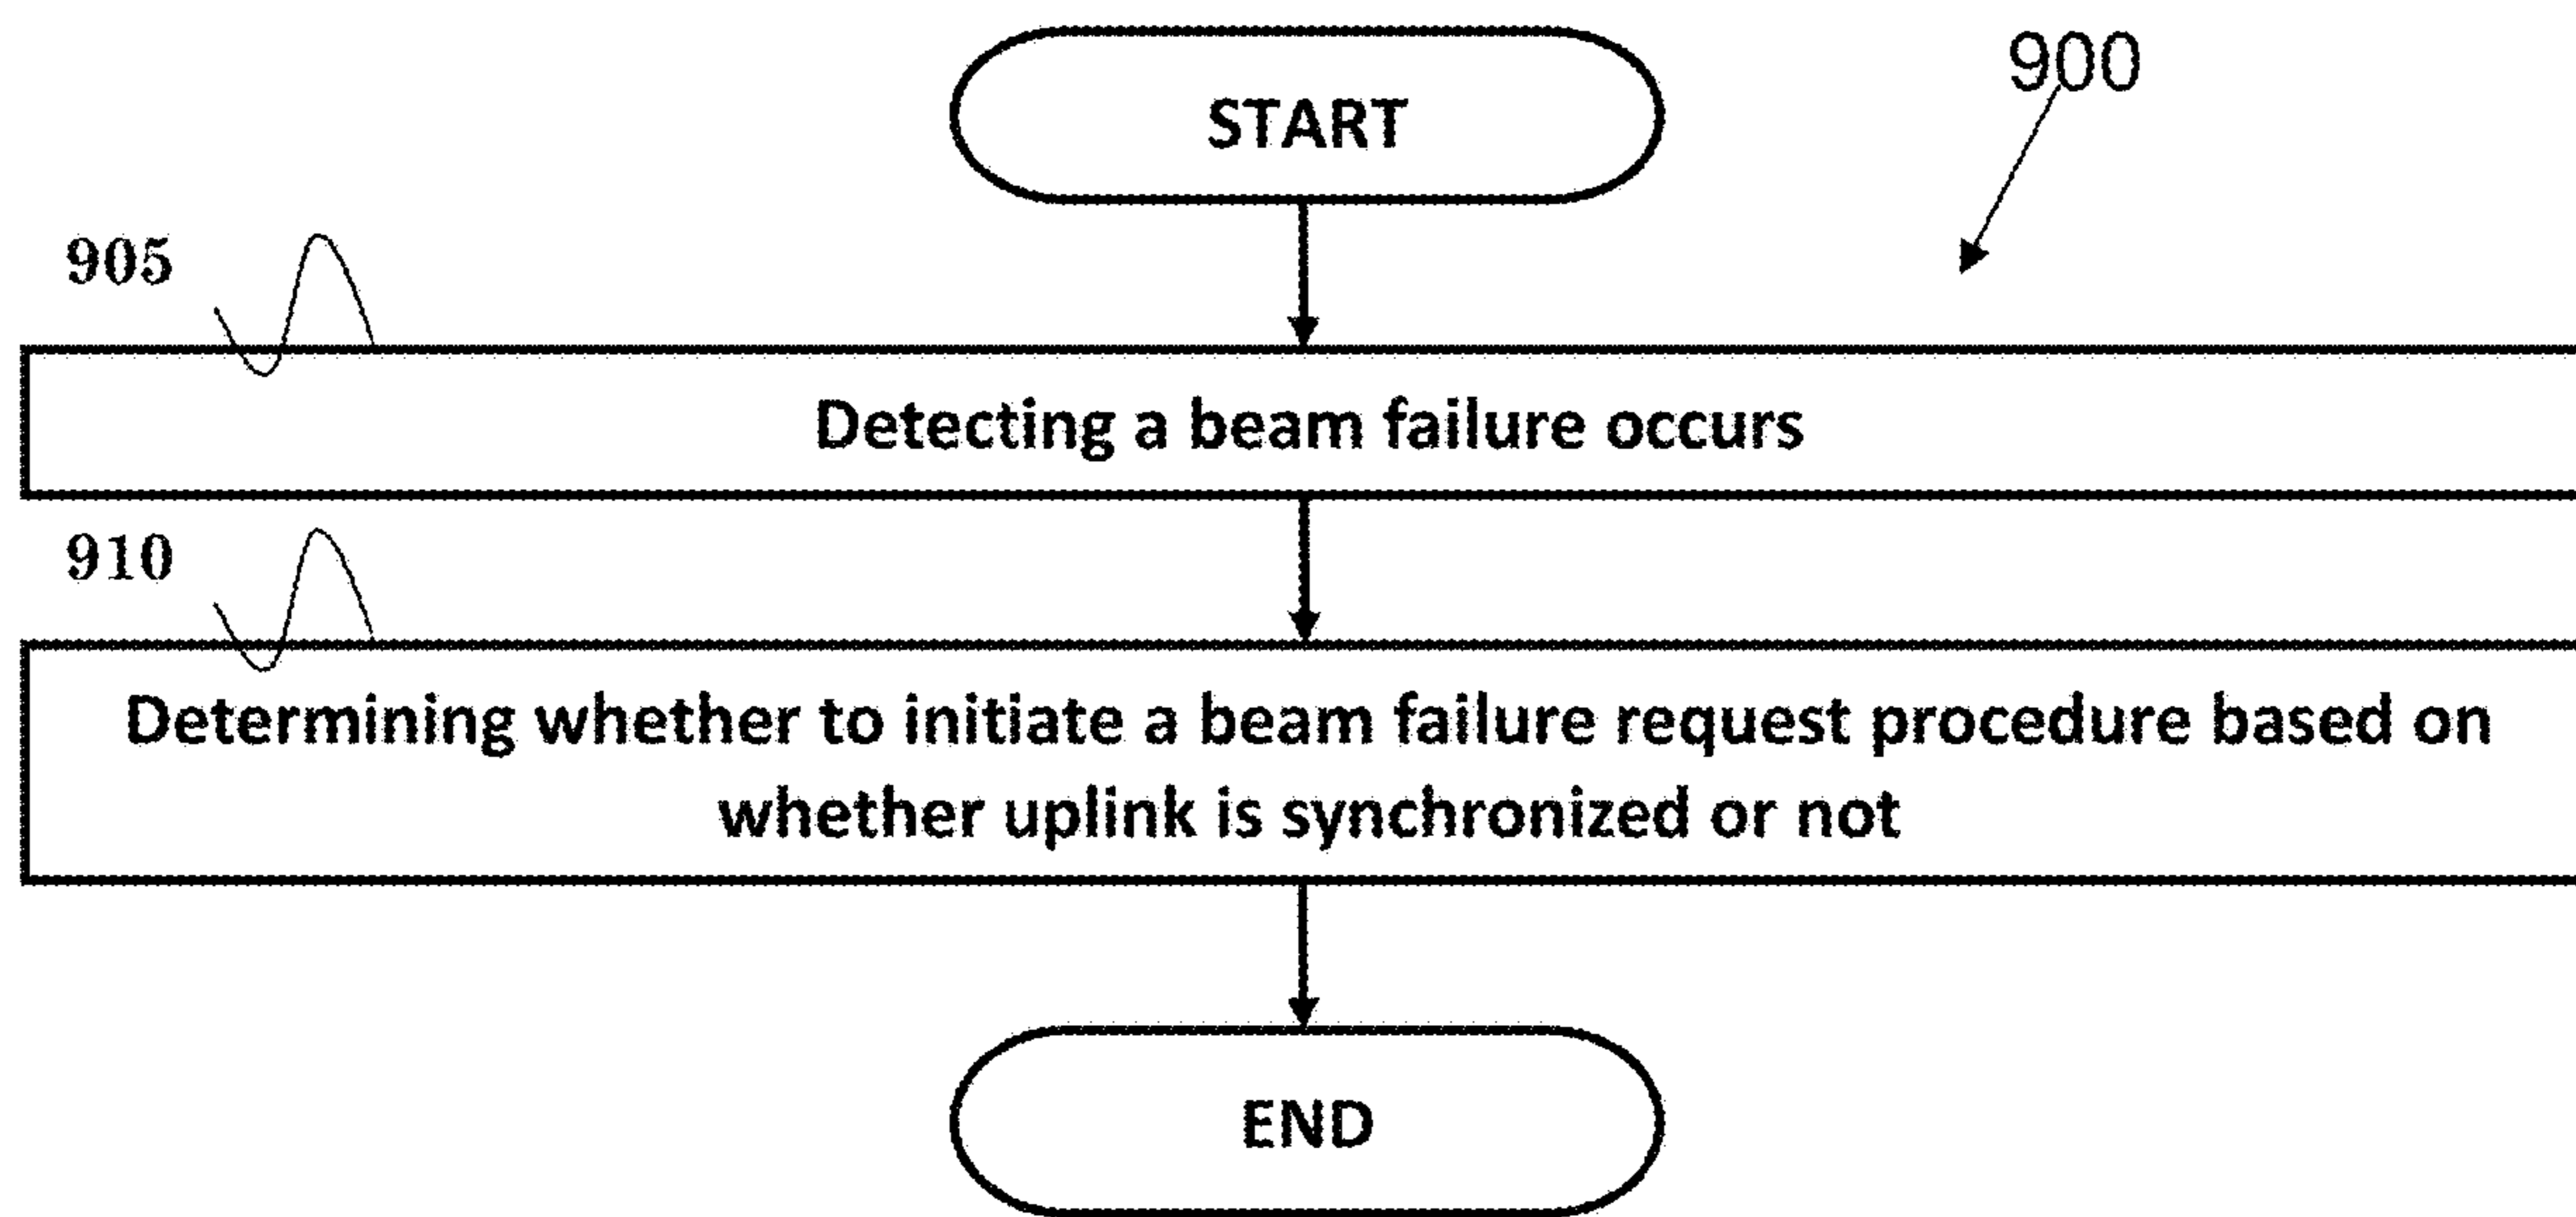 START
900
905
Detecting a beam failure occurs
910
Determining whether to initiate a beam failure request procedure based on
whether uplink is synchronized or not
END